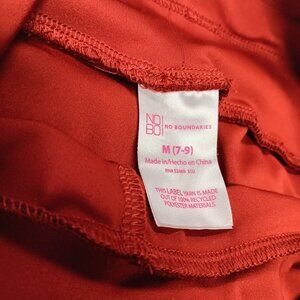 NO
BO
NO BOUNDARIES
M (7-9)
Made in/Hecho en China
THIS LABEL YARN IS MADE
OUT OF 100% RECYCLED
POLYESTER MATERIALS